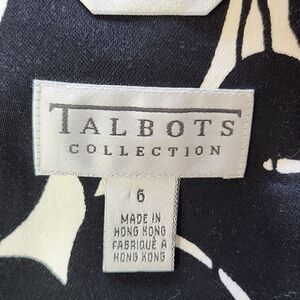 TALBOTS
COLLECTION
6
MADE IN
HONG KONG
FABRIQUÉ À
HONG KONG